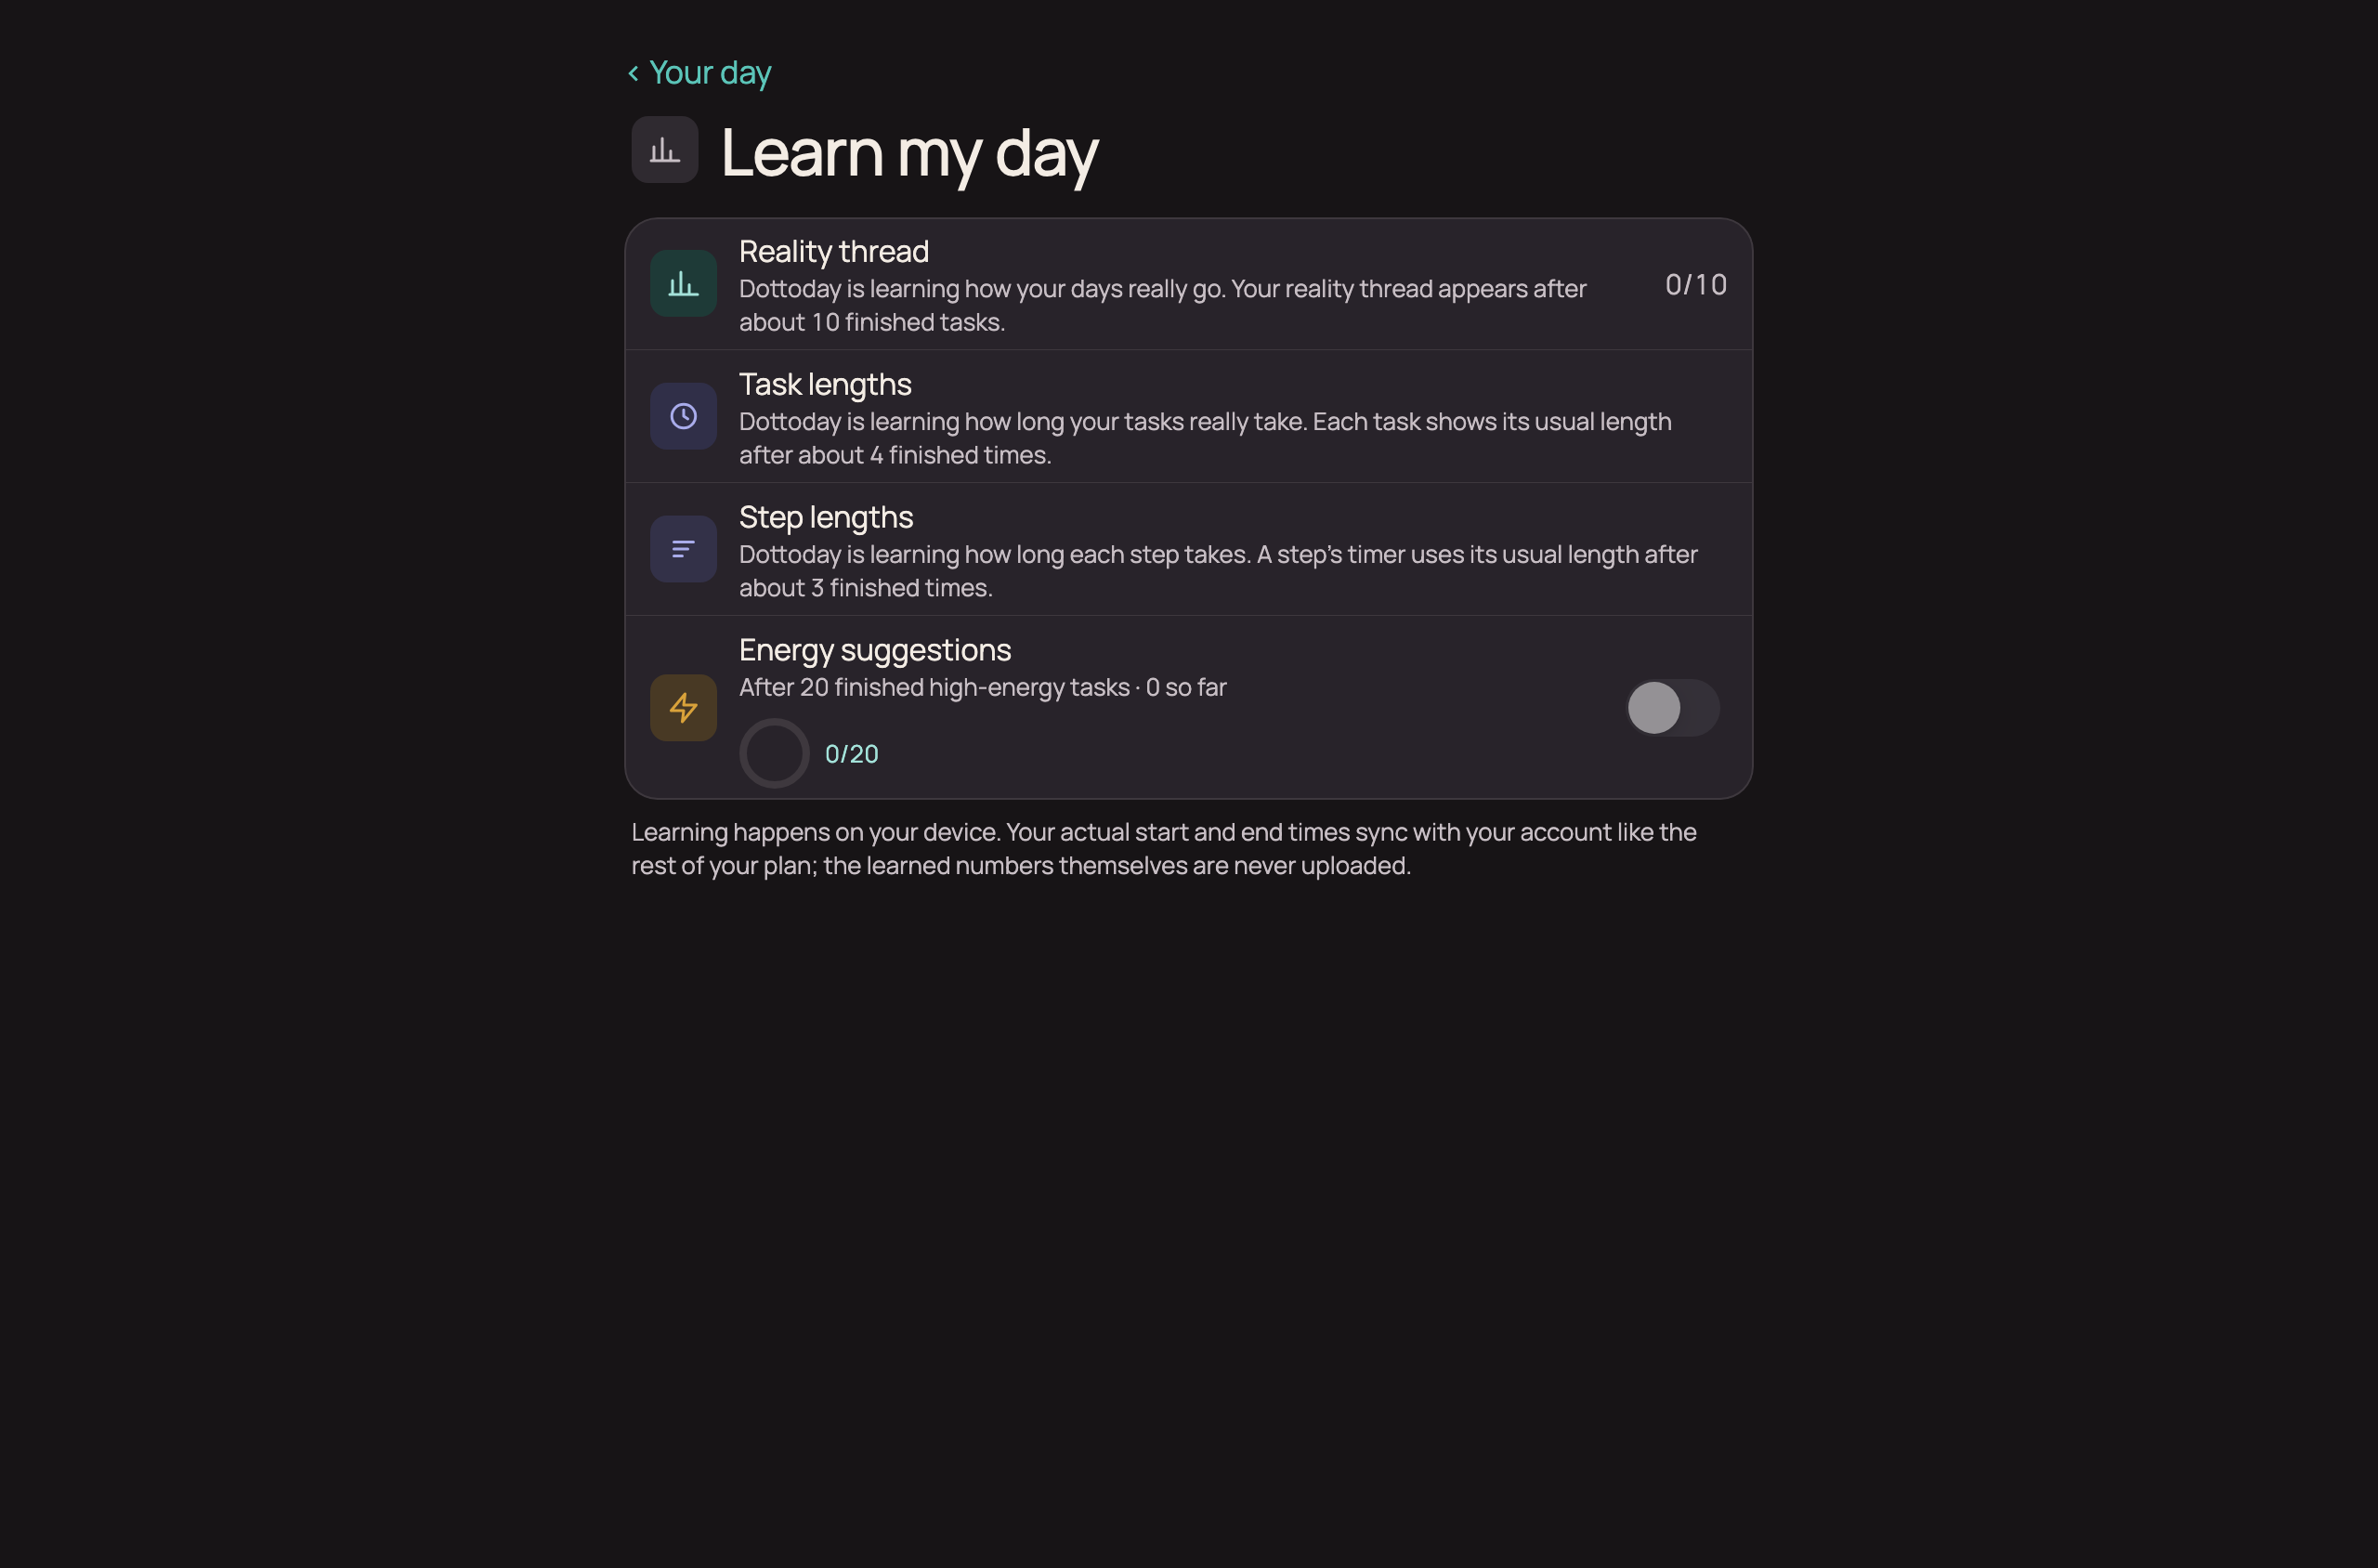 ‹ Your day
Learn my day
Reality thread
Dottoday is learning how your days really go. Your reality thread appears after
about 10 finished tasks.
0/10
Task lengths
Dottoday is learning how long your tasks really take. Each task shows its usual length
after about 4 finished times.
Step lengths
Dottoday is learning how long each step takes. A step’s timer uses its usual length after
about 3 finished times.
Energy suggestions
After 20 finished high-energy tasks · 0 so far
0/20
Learning happens on your device. Your actual start and end times sync with your account like the
rest of your plan; the learned numbers themselves are never uploaded.